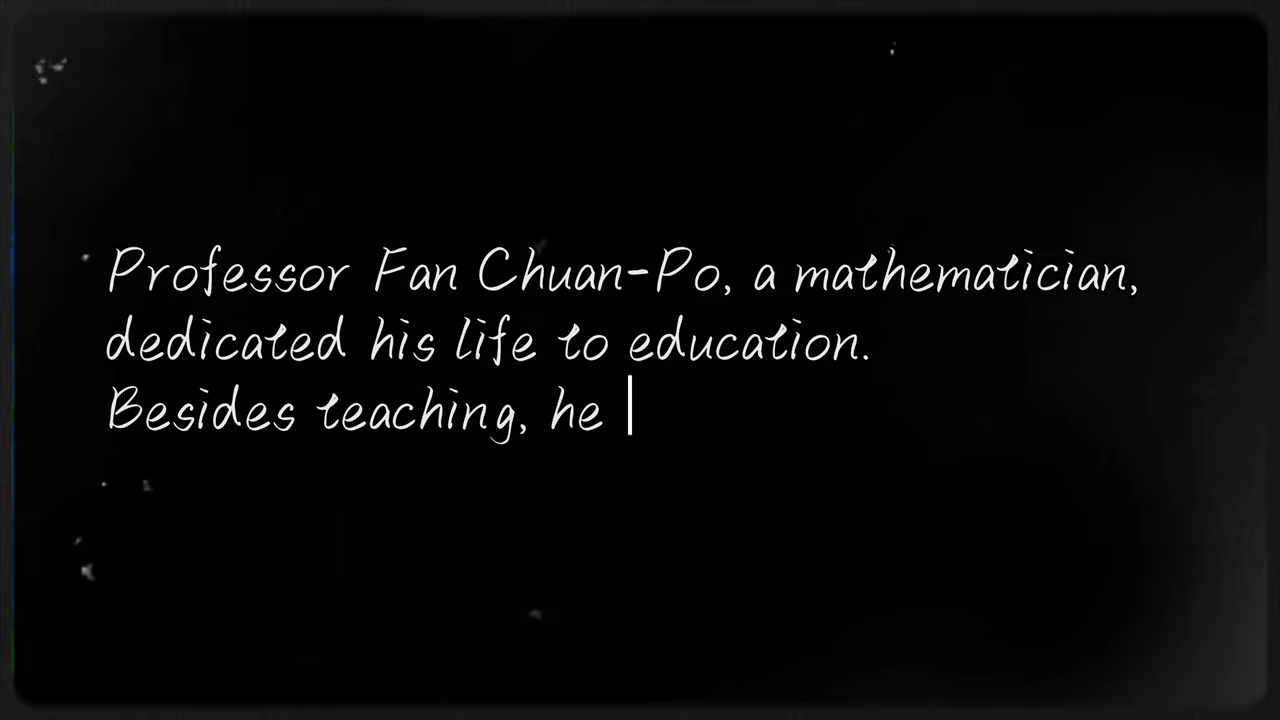 Professor Fan Chuan-Po, a mathematician,
dedicated his life to education.
Besides teaching, he